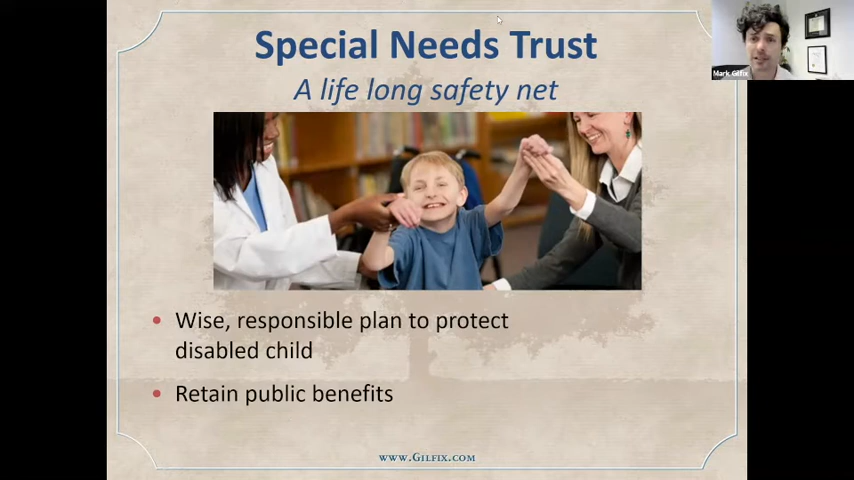 Special Needs Trust
A life long safety net
Mark Gilfix
• Wise, responsible plan to protect
disabled child
• Retain public benefits
www.Gilfix.com